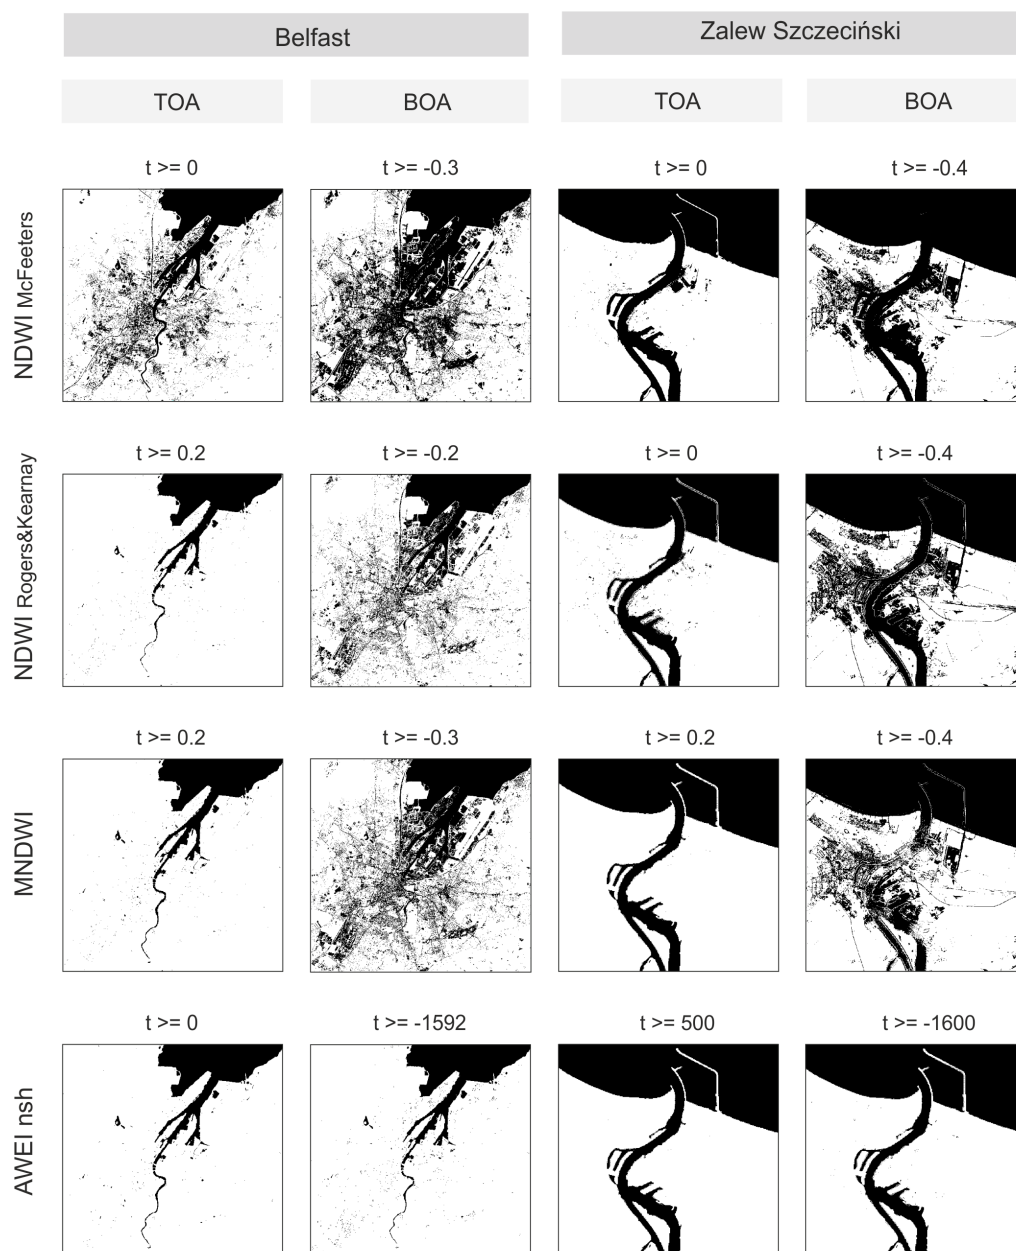 Belfast
Zalew Szczeciński
TOA
BOA
TOA
BOA
t >= 0
t >= -0.3
t >= 0
t >= -0.4
NDWI McFeeters
t >= 0.2
t >= -0.2
t >= 0
t >= -0.4
NDWI Rogers&Kearnay
t >= 0.2
t >= -0.3
t >= 0.2
t >= -0.4
MNDWI
t >= 0
t >= -1592
t >= 500
t >= -1600
AWEI nsh